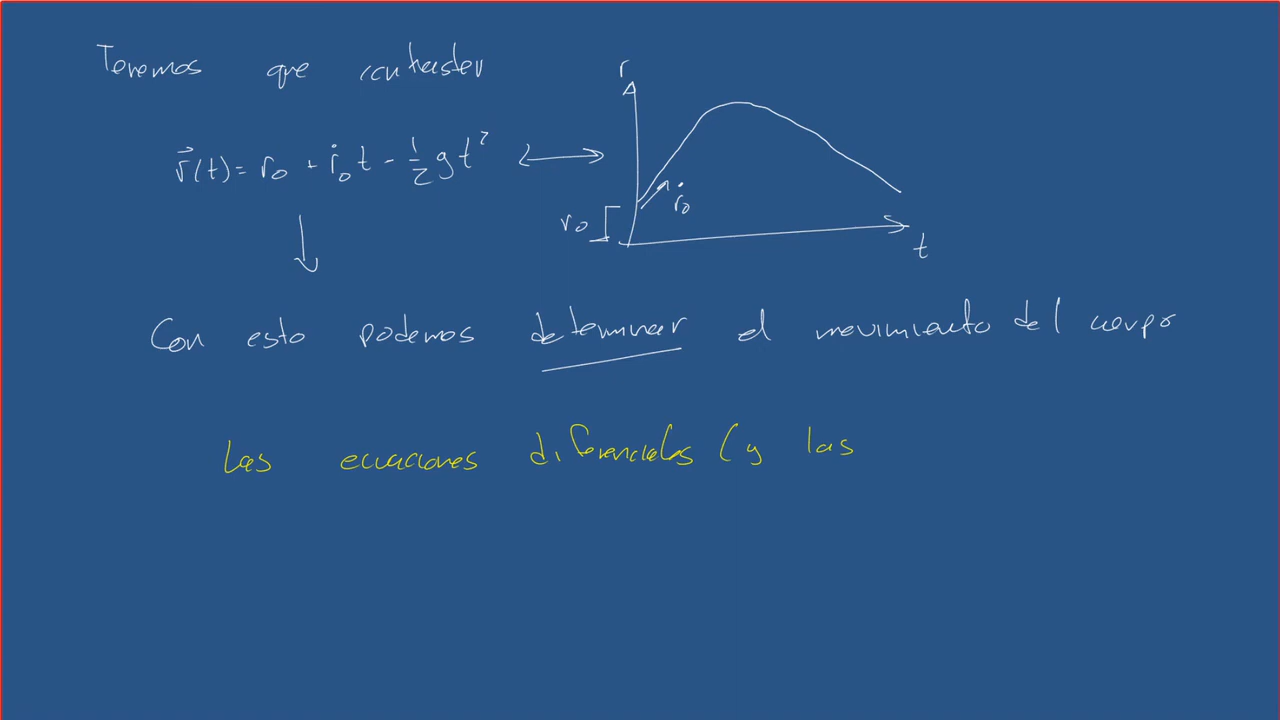 Tenemos que contrastar
r
r⃗(t) = r₀ + ṙ₀t - ½gt²
ṙ₀
r₀
t
Con esto podemos determinar el movimiento del cuerpo
Las ecuaciones diferenciales (y las